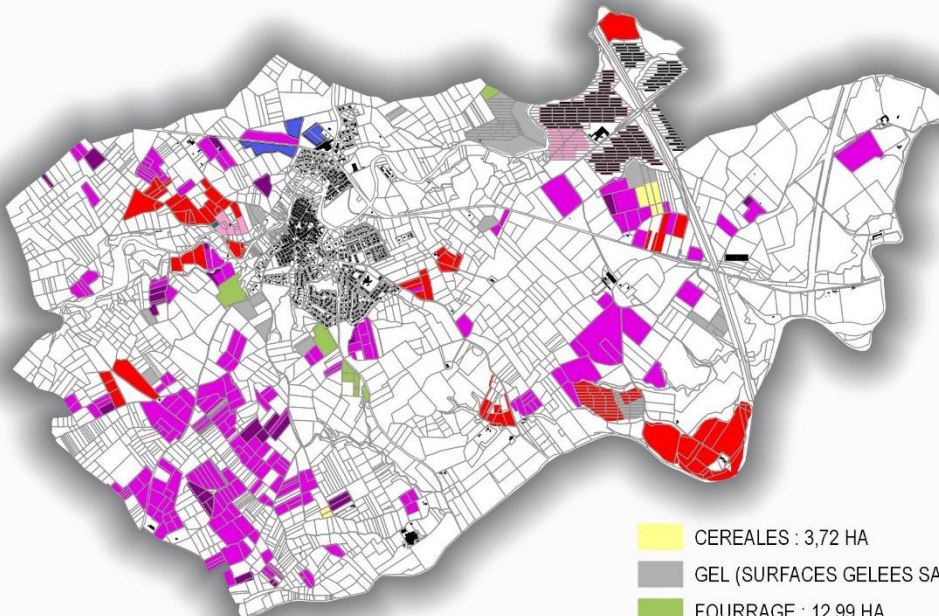 CEREALES : 3,72 HA
GEL (SURFACES GELEES SA
FOURRAGE : 12,99 HA